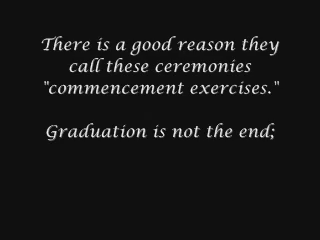 There is a good reason they
call these ceremonies
"commencement exercises."
Graduation is not the end;